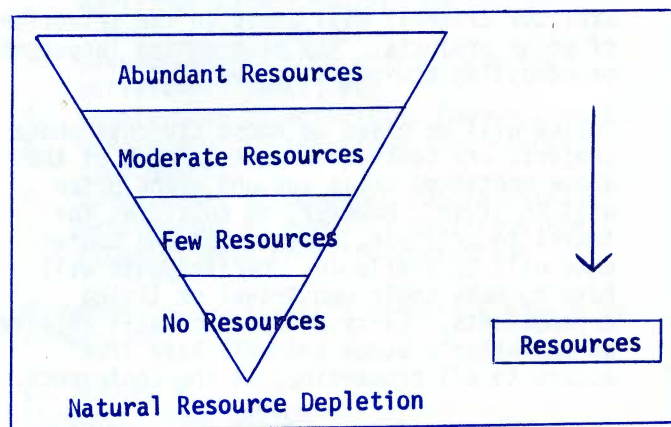 Abundant Resources
Moderate Resources
Few Resources
No Resources
Resources
Natural Resource Depletion